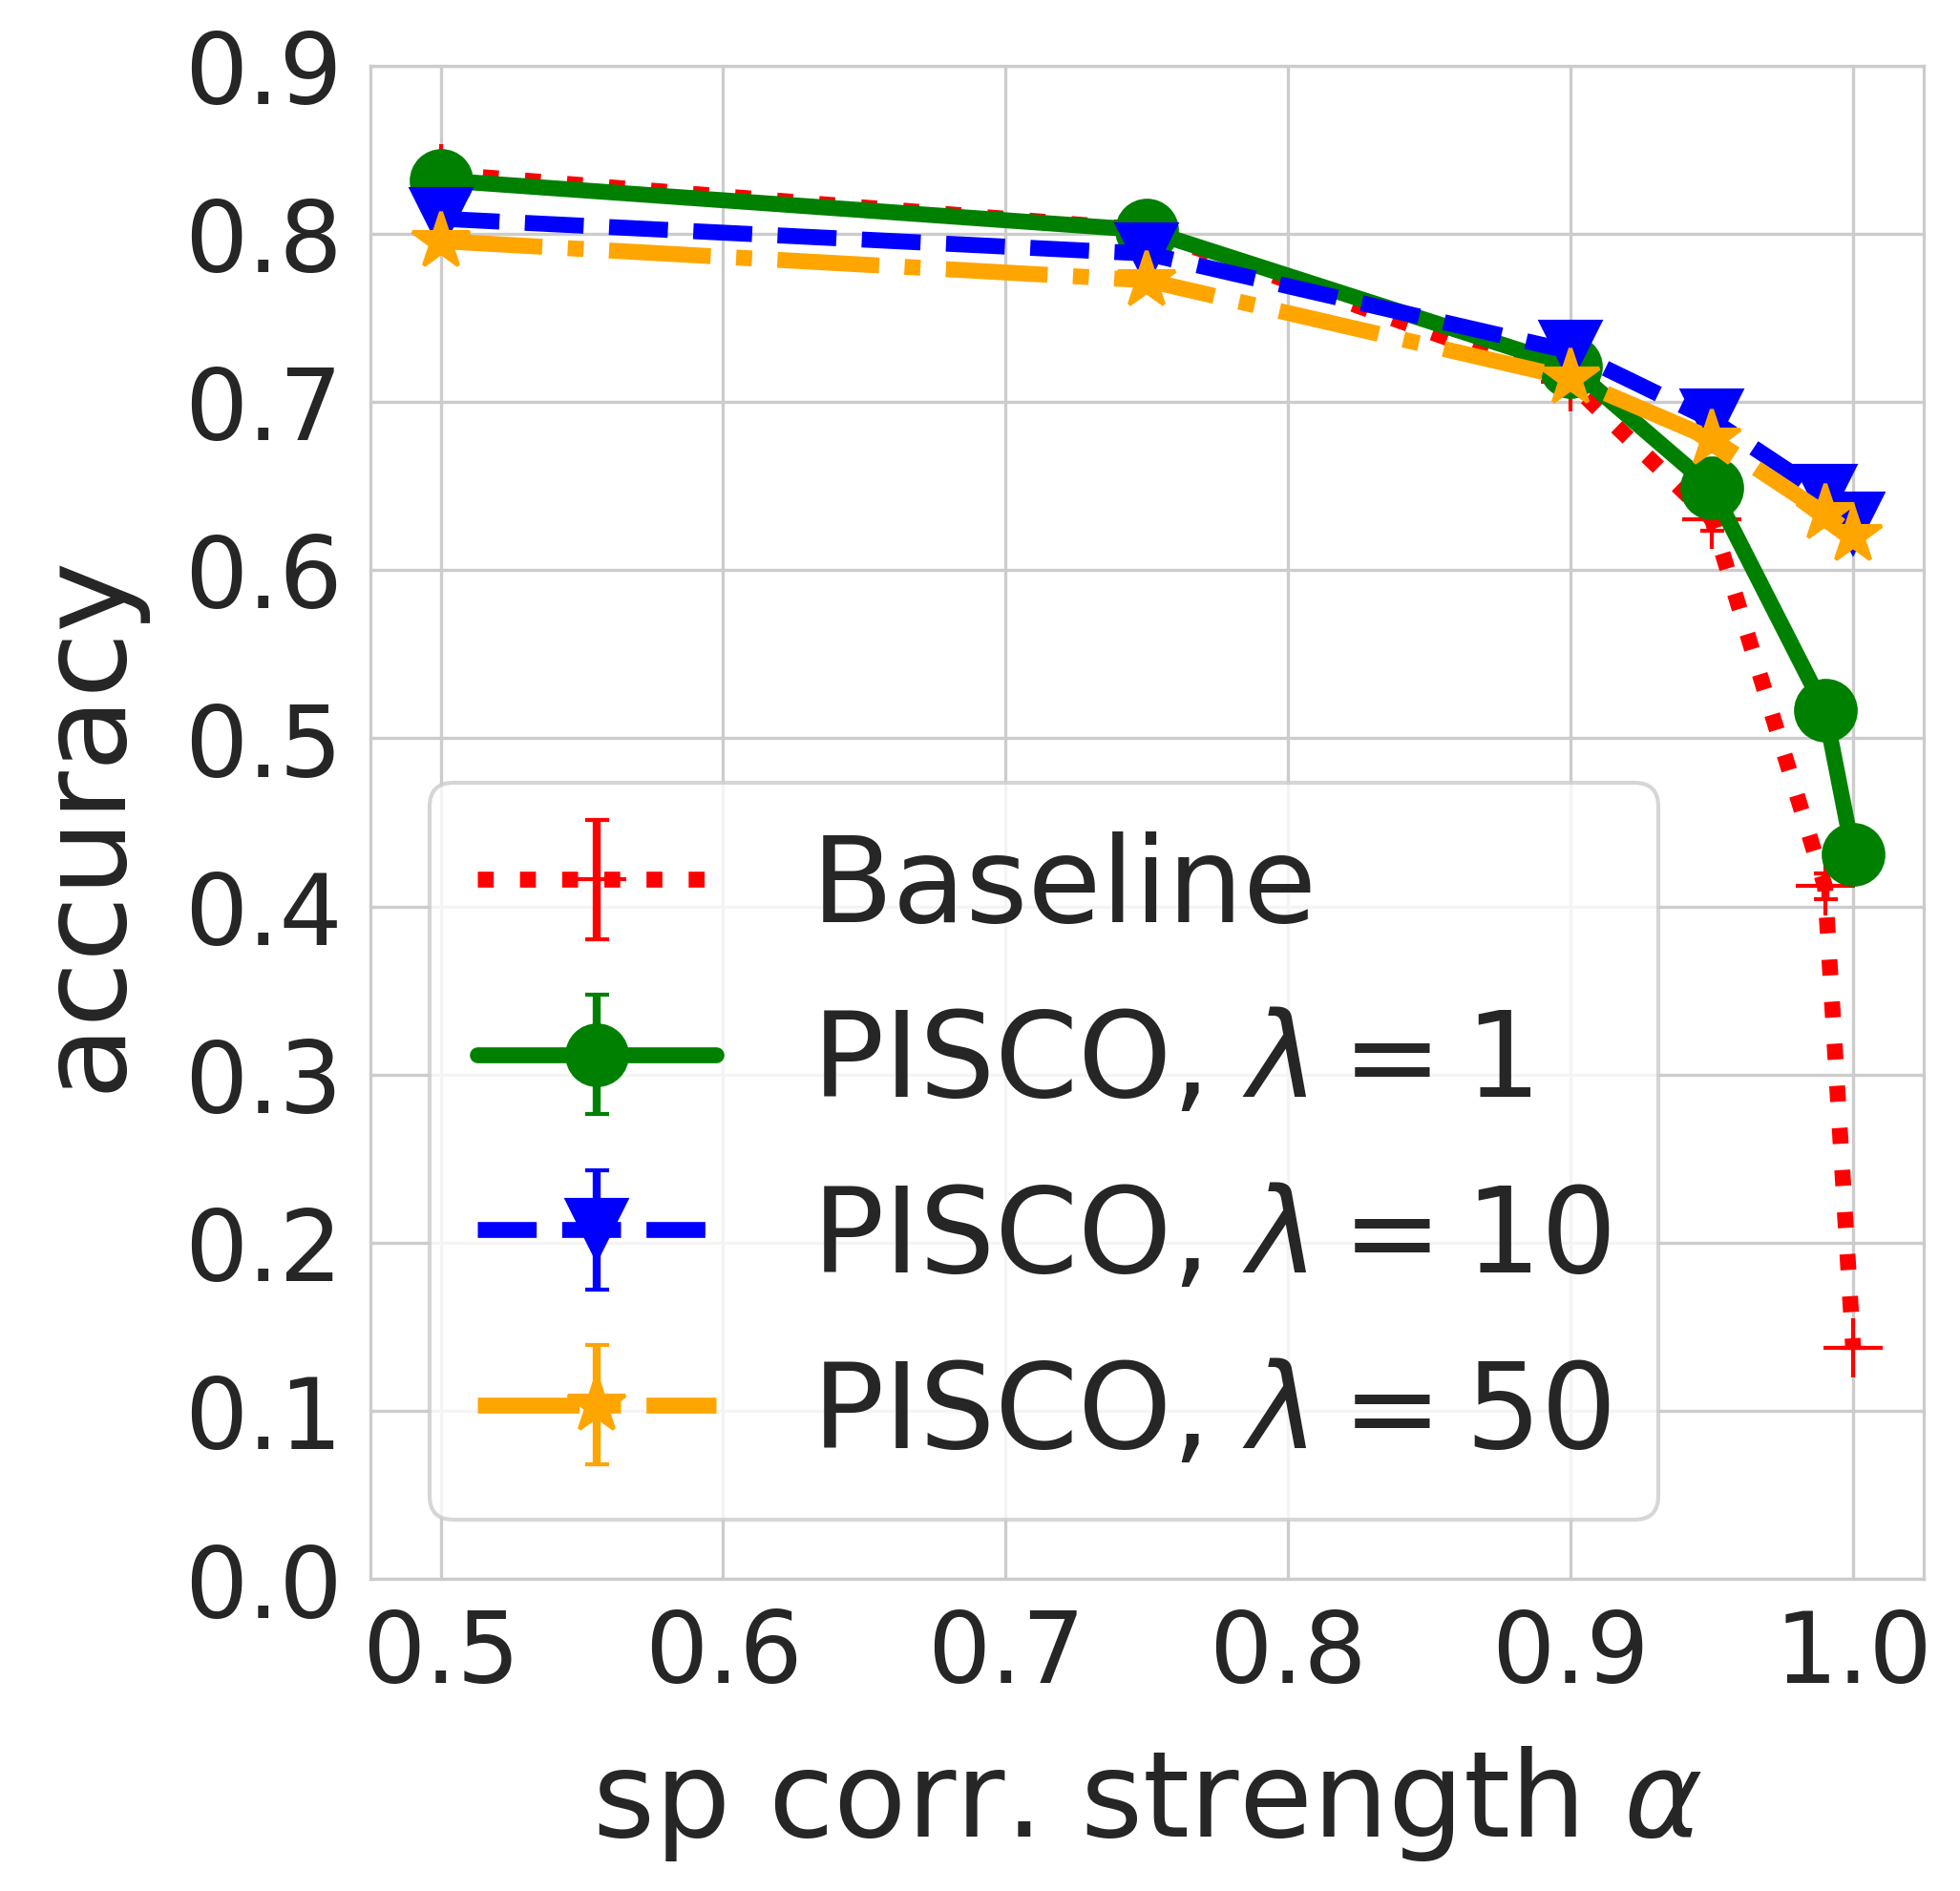 0.9
0.8
0.7
0.6
0.5
0.4
0.3
0.2
0.1
0.0
accuracy
Baseline
PISCO, λ = 1
PISCO, λ = 10
PISCO, λ = 50
0.5 0.6 0.7 0.8 0.9 1.0
sp corr. strength α